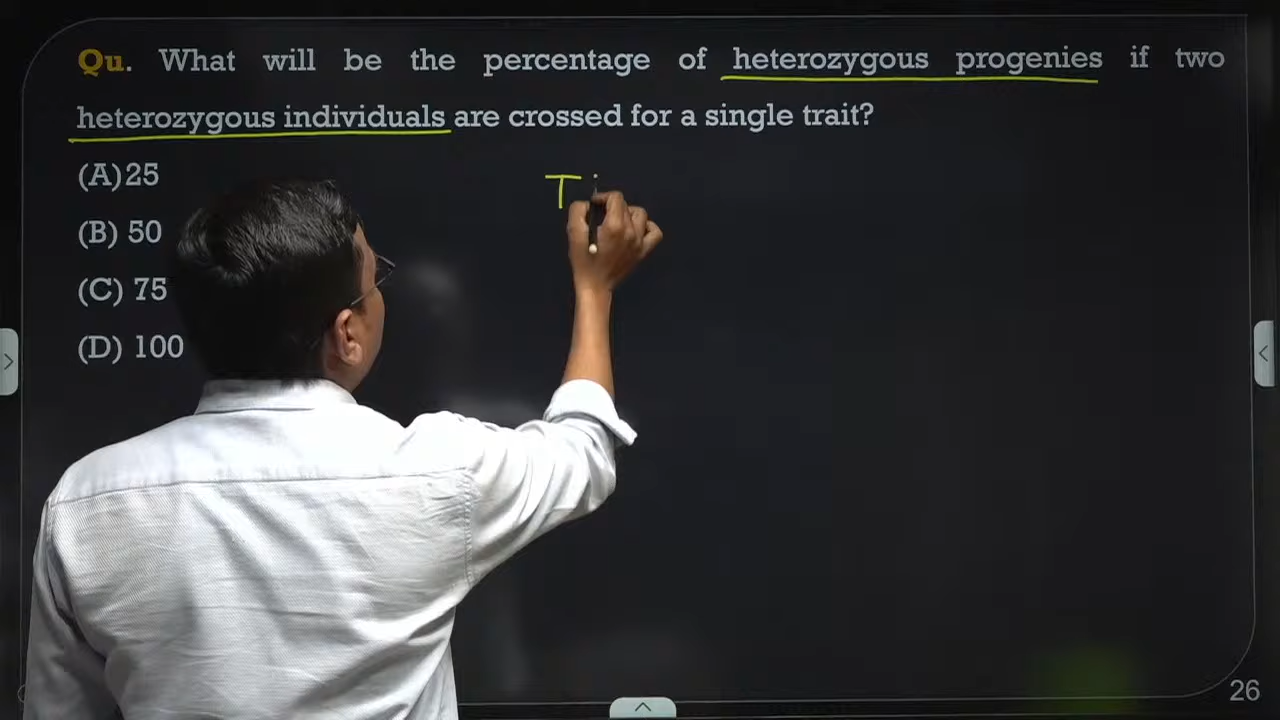 Qu. What will be the percentage of heterozygous progenies if two
heterozygous individuals are crossed for a single trait?
(A) 25
(B) 50
(C) 75
(D) 100
T
26